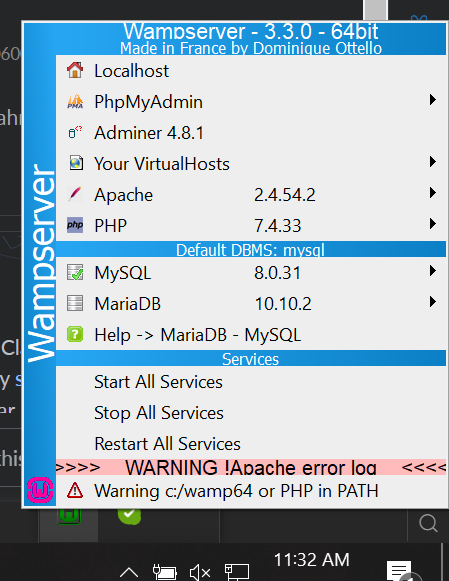 Wampserver - 3.3.0 - 64bit
Made in France by Dominique Ottello
Localhost
PhpMyAdmin
Adminer 4.8.1
Your VirtualHosts
Apache 2.4.54.2
PHP 7.4.33
Default DBMS: mysql
MySQL 8.0.31
MariaDB 10.10.2
Help -> MariaDB - MySQL
Services
Start All Services
Stop All Services
Restart All Services
>>>> WARNING !Apache error log <<<<
Warning c:/wamp64 or PHP in PATH
Wampserver
11:32 AM